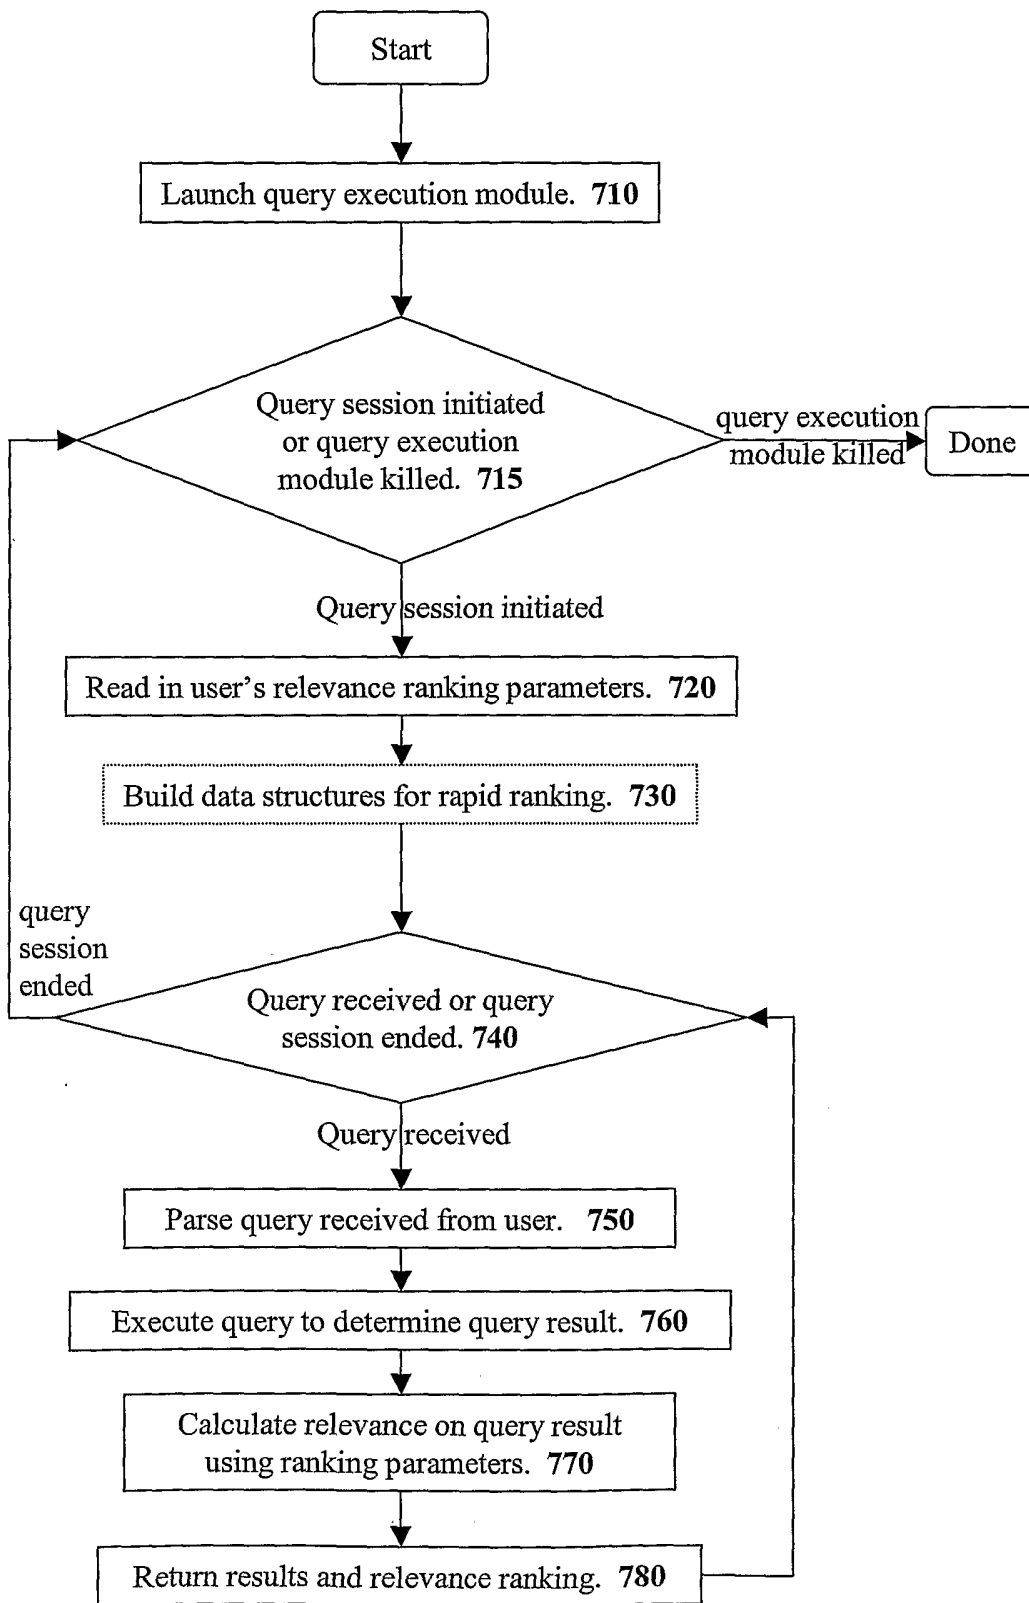 Start
Launch query execution module. 710
Query session initiated
or query execution
module killed. 715
query execution
module killed
Done
Query session initiated
Read in user's relevance ranking parameters. 720
Build data structures for rapid ranking. 730
query
session
ended
Query received or query
session ended. 740
Query received
Parse query received from user. 750
Execute query to determine query result. 760
Calculate relevance on query result
using ranking parameters. 770
Return results and relevance ranking. 780